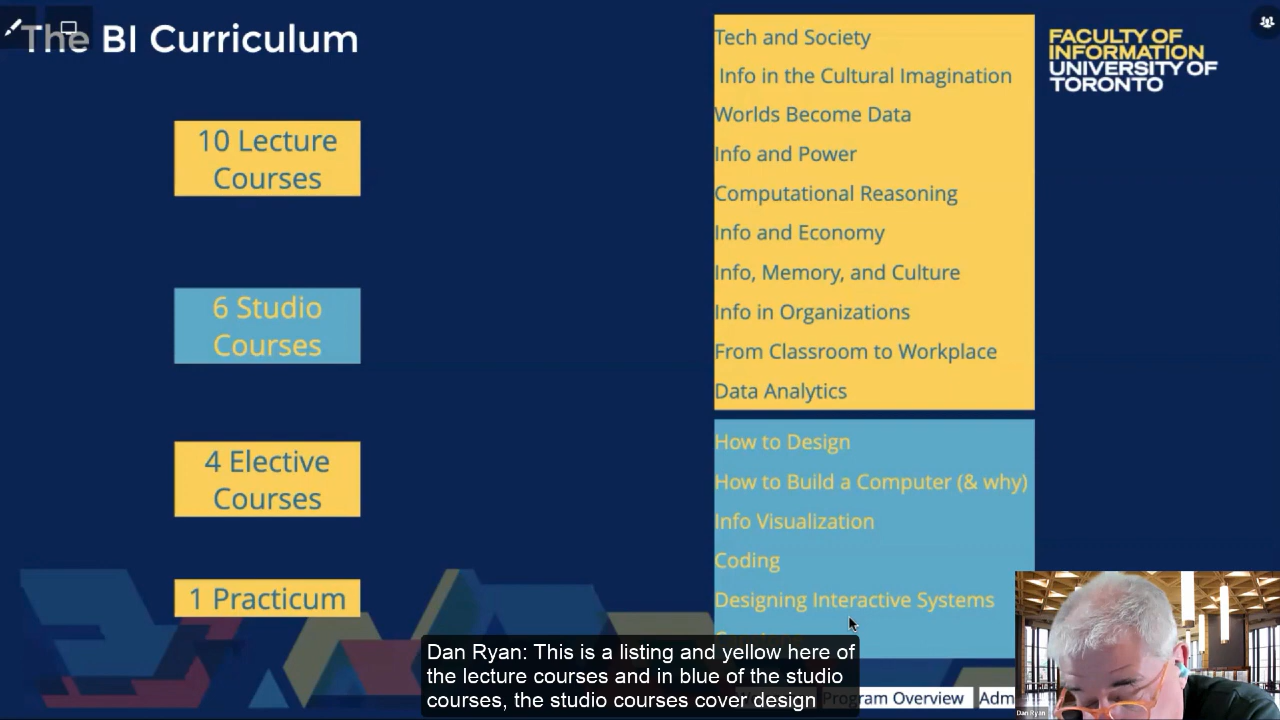 The BI Curriculum
10 Lecture
Courses
6 Studio
Courses
4 Elective
Courses
1 Practicum
Tech and Society
Info in the Cultural Imagination
Worlds Become Data
Info and Power
Computational Reasoning
Info and Economy
Info, Memory, and Culture
Info in Organizations
From Classroom to Workplace
Data Analytics
How to Design
How to Build a Computer (& why)
Info Visualization
Coding
Designing Interactive Systems
FACULTY OF
INFORMATION
UNIVERSITY OF
TORONTO
Dan Ryan: This is a listing and yellow here of
the lecture courses and in blue of the studio
courses, the studio courses cover design
Program Overview
Adm
Dan Ryan